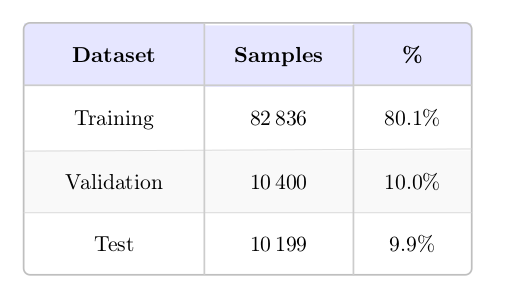 Dataset Samples %
Training 82 836 80.1%
Validation 10 400 10.0%
Test 10 199 9.9%